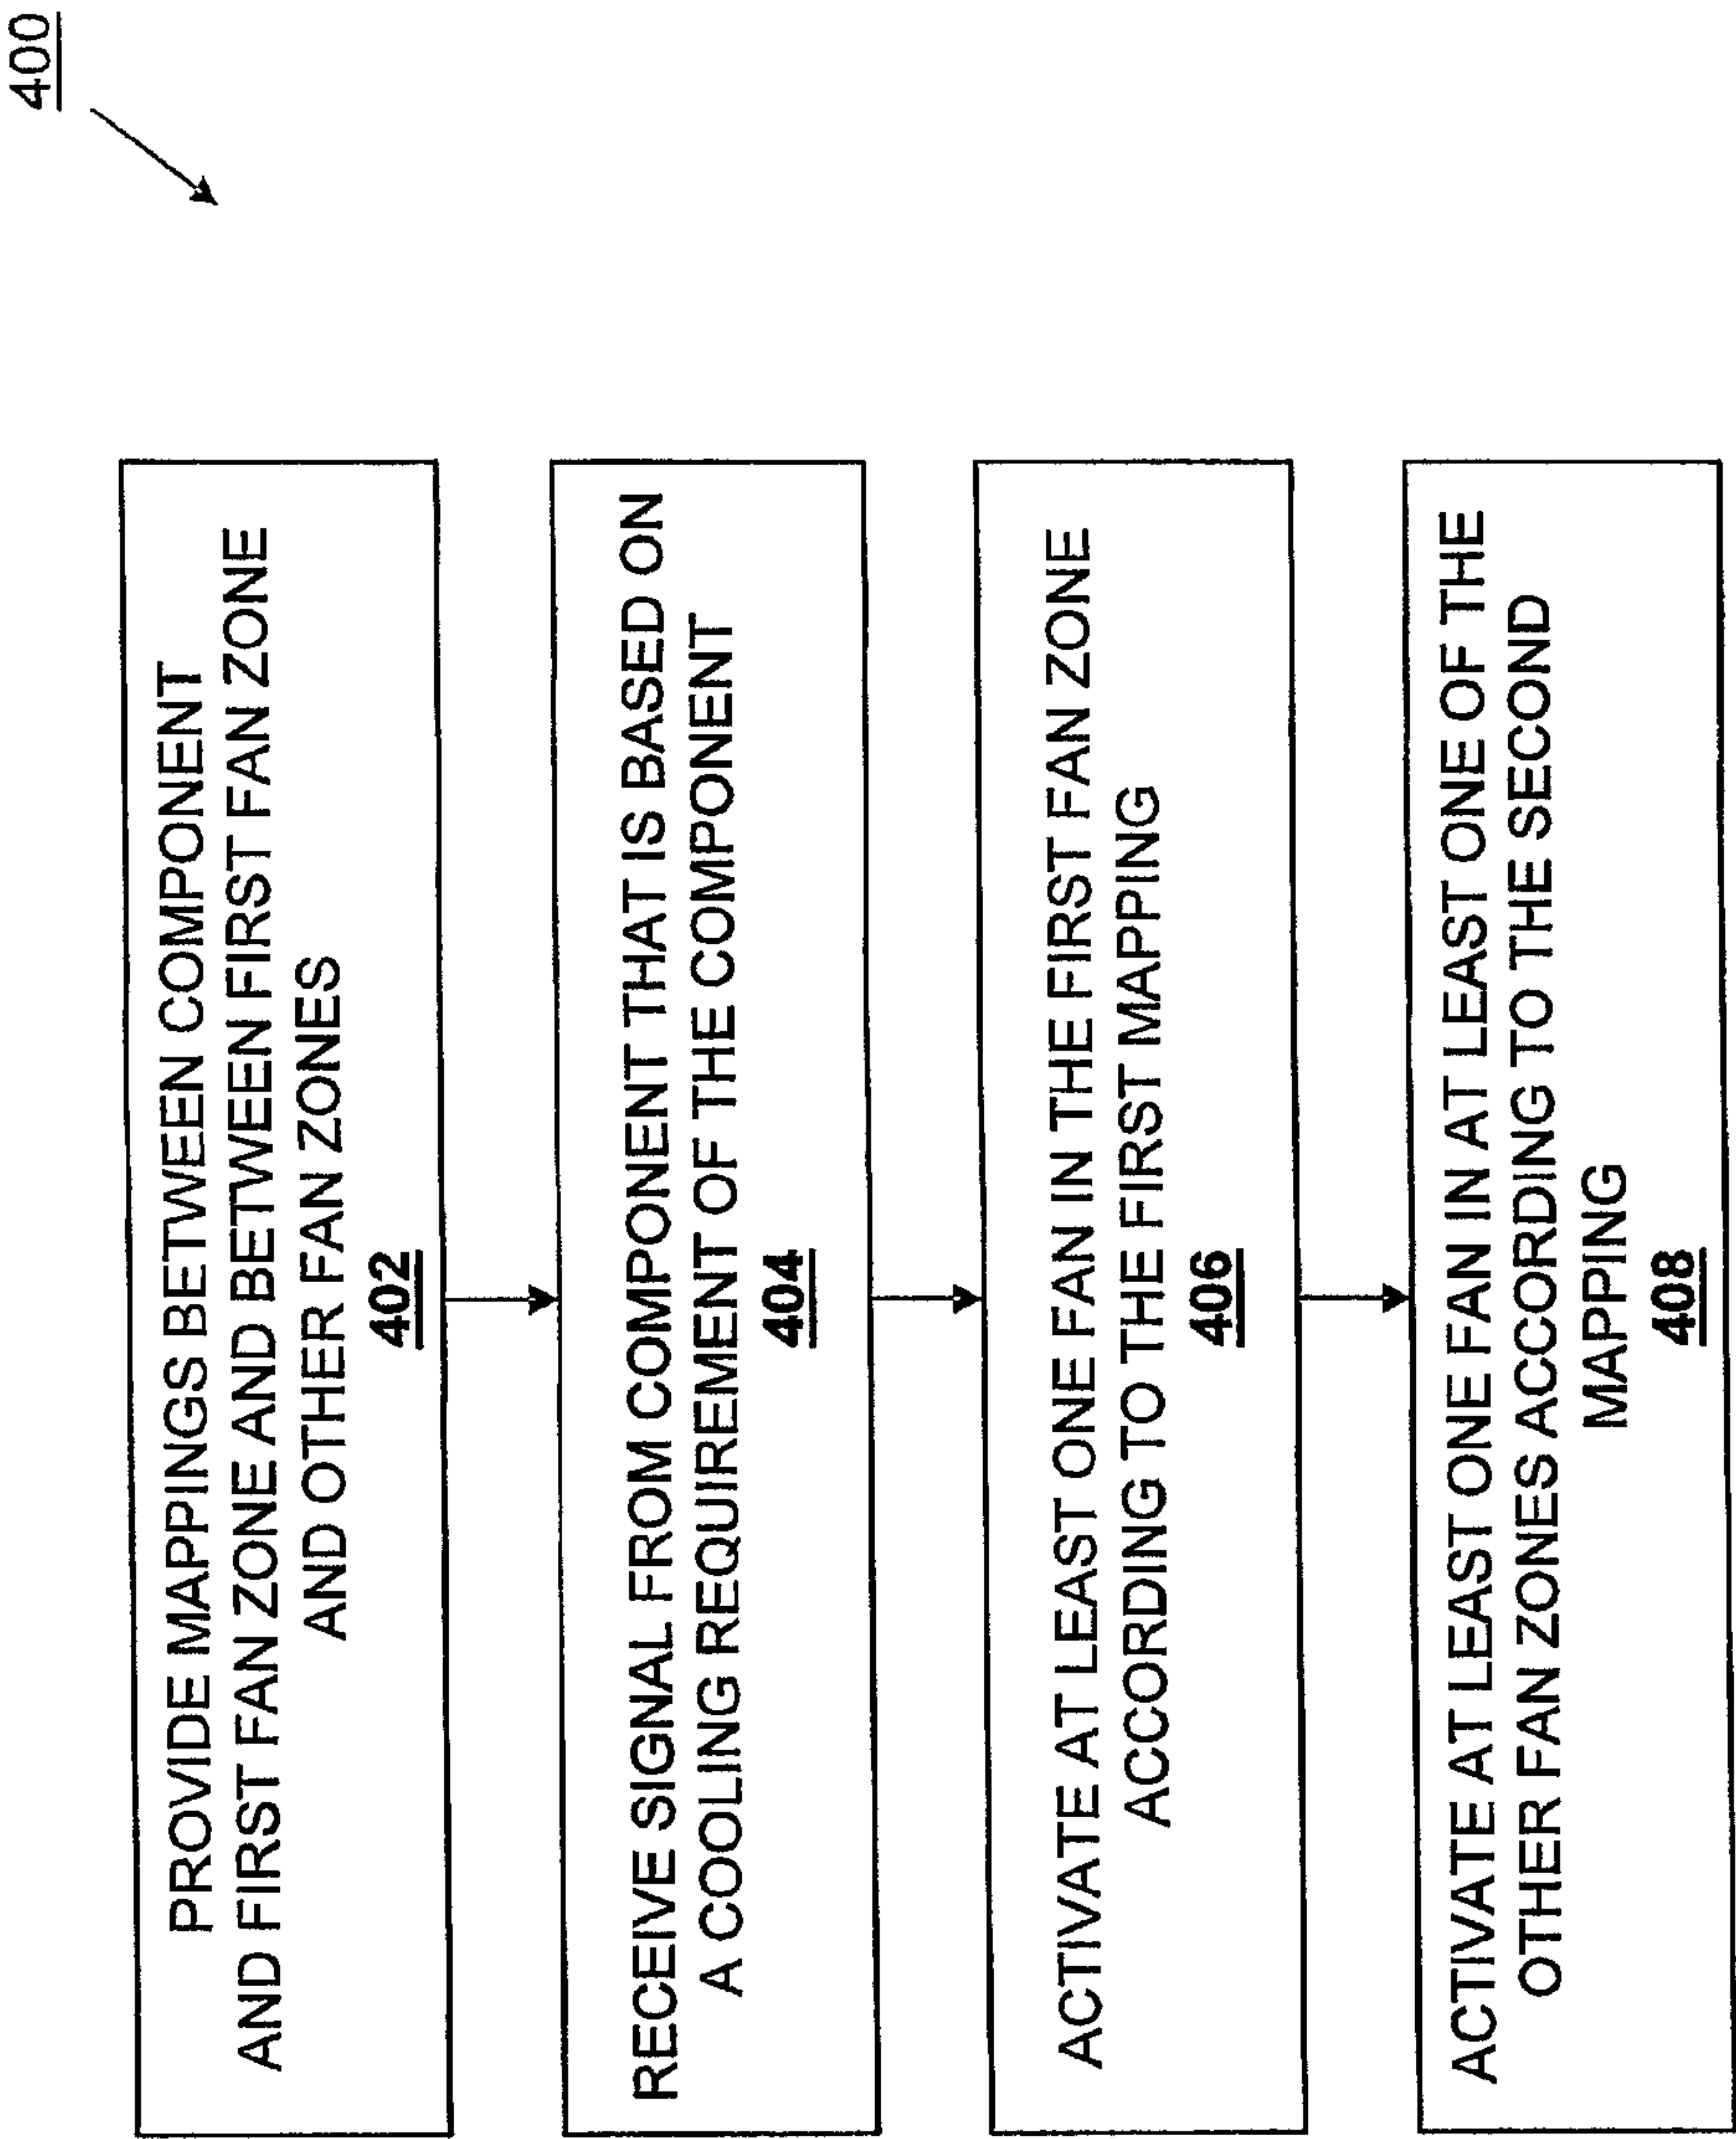 400
PROVIDE MAPPINGS BETWEEN COMPONENT
AND FIRST FAN ZONE AND BETWEEN FIRST FAN ZONE
AND OTHER FAN ZONES
402
RECEIVE SIGNAL FROM COMPONENT THAT IS BASED ON
A COOLING REQUIREMENT OF THE COMPONENT
404
ACTIVATE AT LEAST ONE FAN IN THE FIRST FAN ZONE
ACCORDING TO THE FIRST MAPPING
406
ACTIVATE AT LEAST ONE FAN IN AT LEAST ONE OF THE
OTHER FAN ZONES ACCORDING TO THE SECOND
MAPPING
408